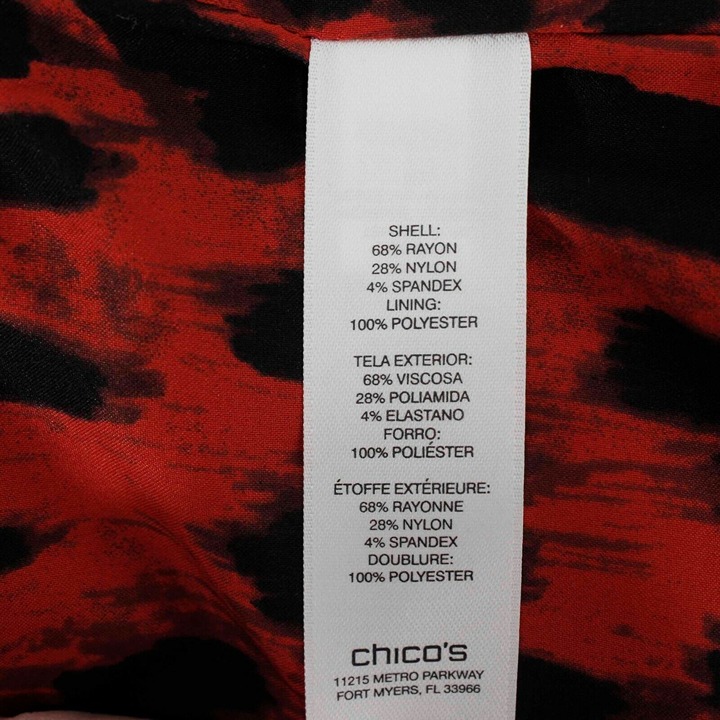 SHELL:
68% RAYON
28% NYLON
4% SPANDEX
LINING:
100% POLYESTER
TELA EXTERIOR:
68% VISCOSA
28% POLIAMIDA
4% ELASTANO
FORRO:
100% POLIÉSTER
ÉTOFFE EXTÉRIEURE:
68% RAYONNE
28% NYLON
4% SPANDEX
DOUBLURE:
100% POLYESTER
chico's
11215 METRO PARKWAY
FORT MYERS, FL 33966